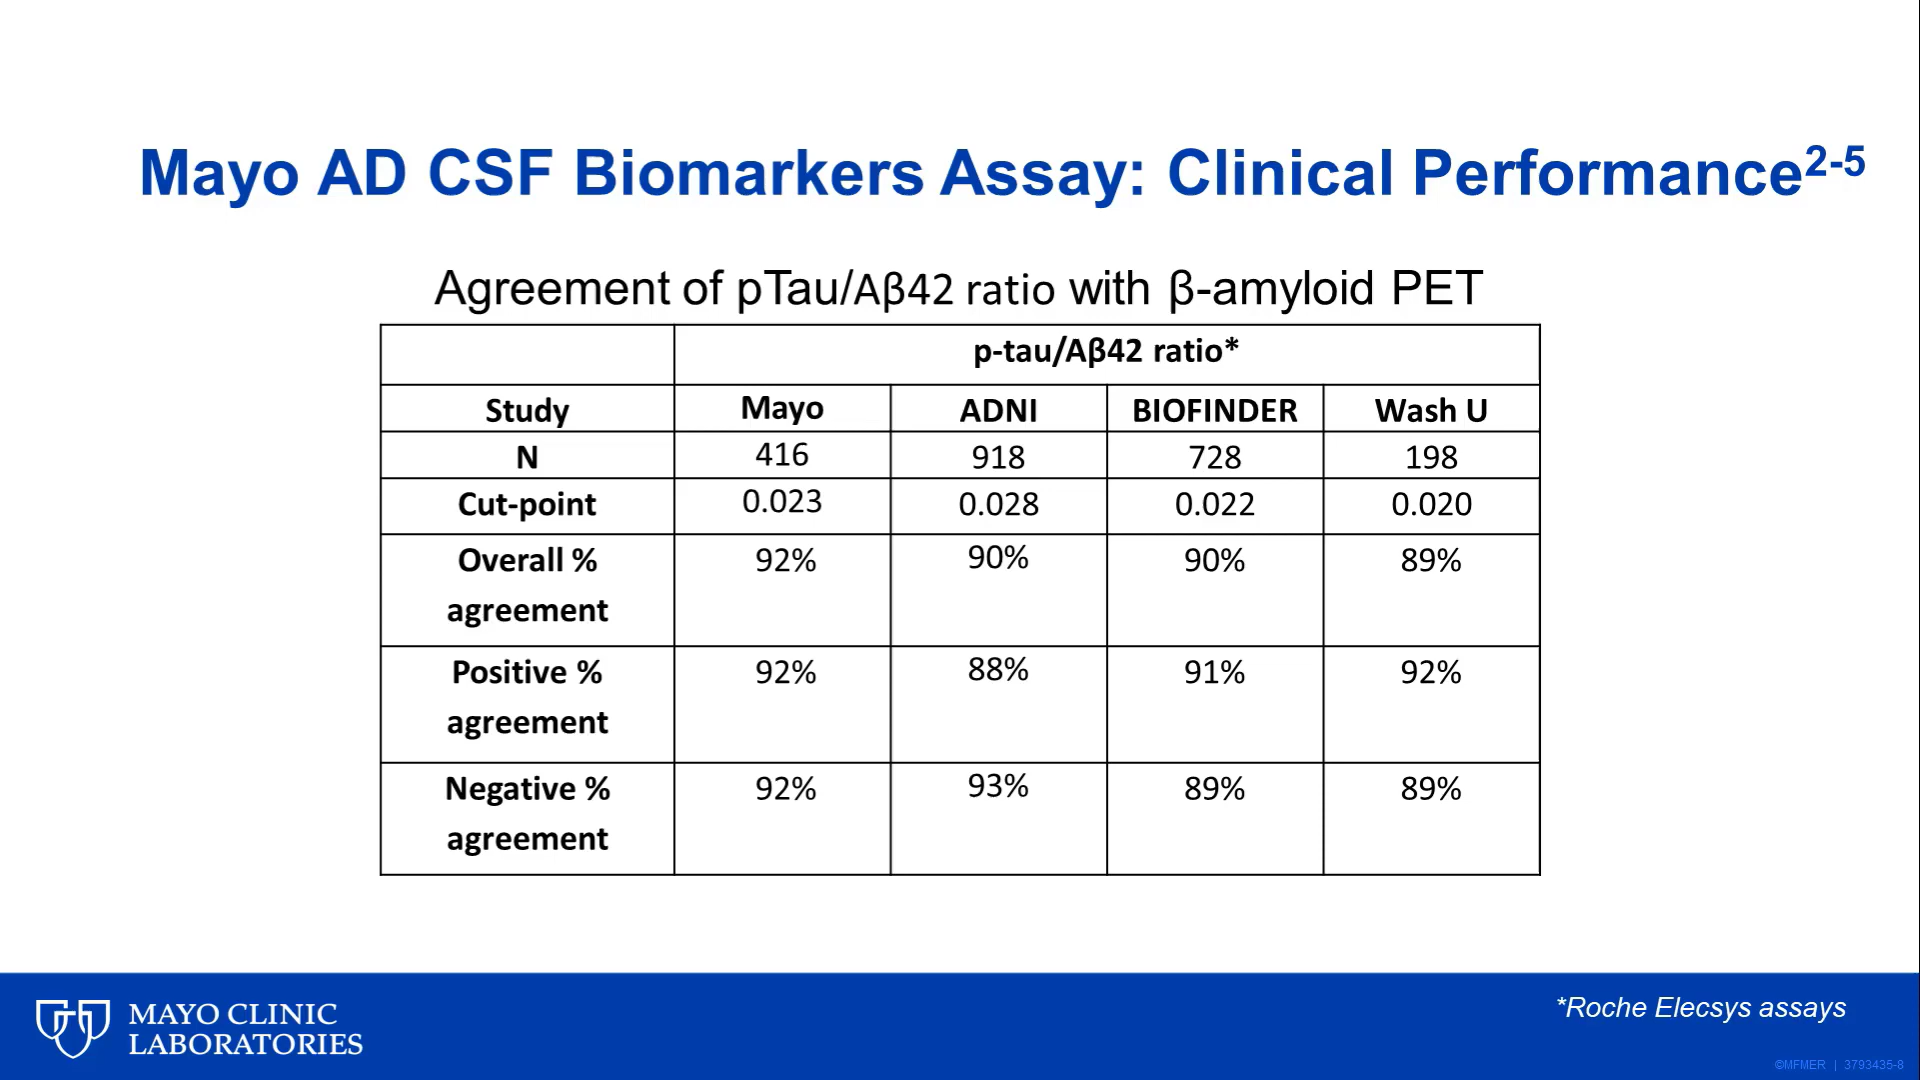 Mayo AD CSF Biomarkers Assay: Clinical Performance2-5
Agreement of pTau/Aβ42 ratio with β-amyloid PET
p-tau/Aβ42 ratio*
Study Mayo ADNI BIOFINDER Wash U
N 416 918 728 198
Cut-point 0.023 0.028 0.022 0.020
Overall % 92% 90% 90% 89%
agreement
Positive % 92% 88% 91% 92%
agreement
Negative % 92% 93% 89% 89%
agreement
MAYO CLINIC
LABORATORIES
*Roche Elecsys assays
©MFMER | 3793435-8